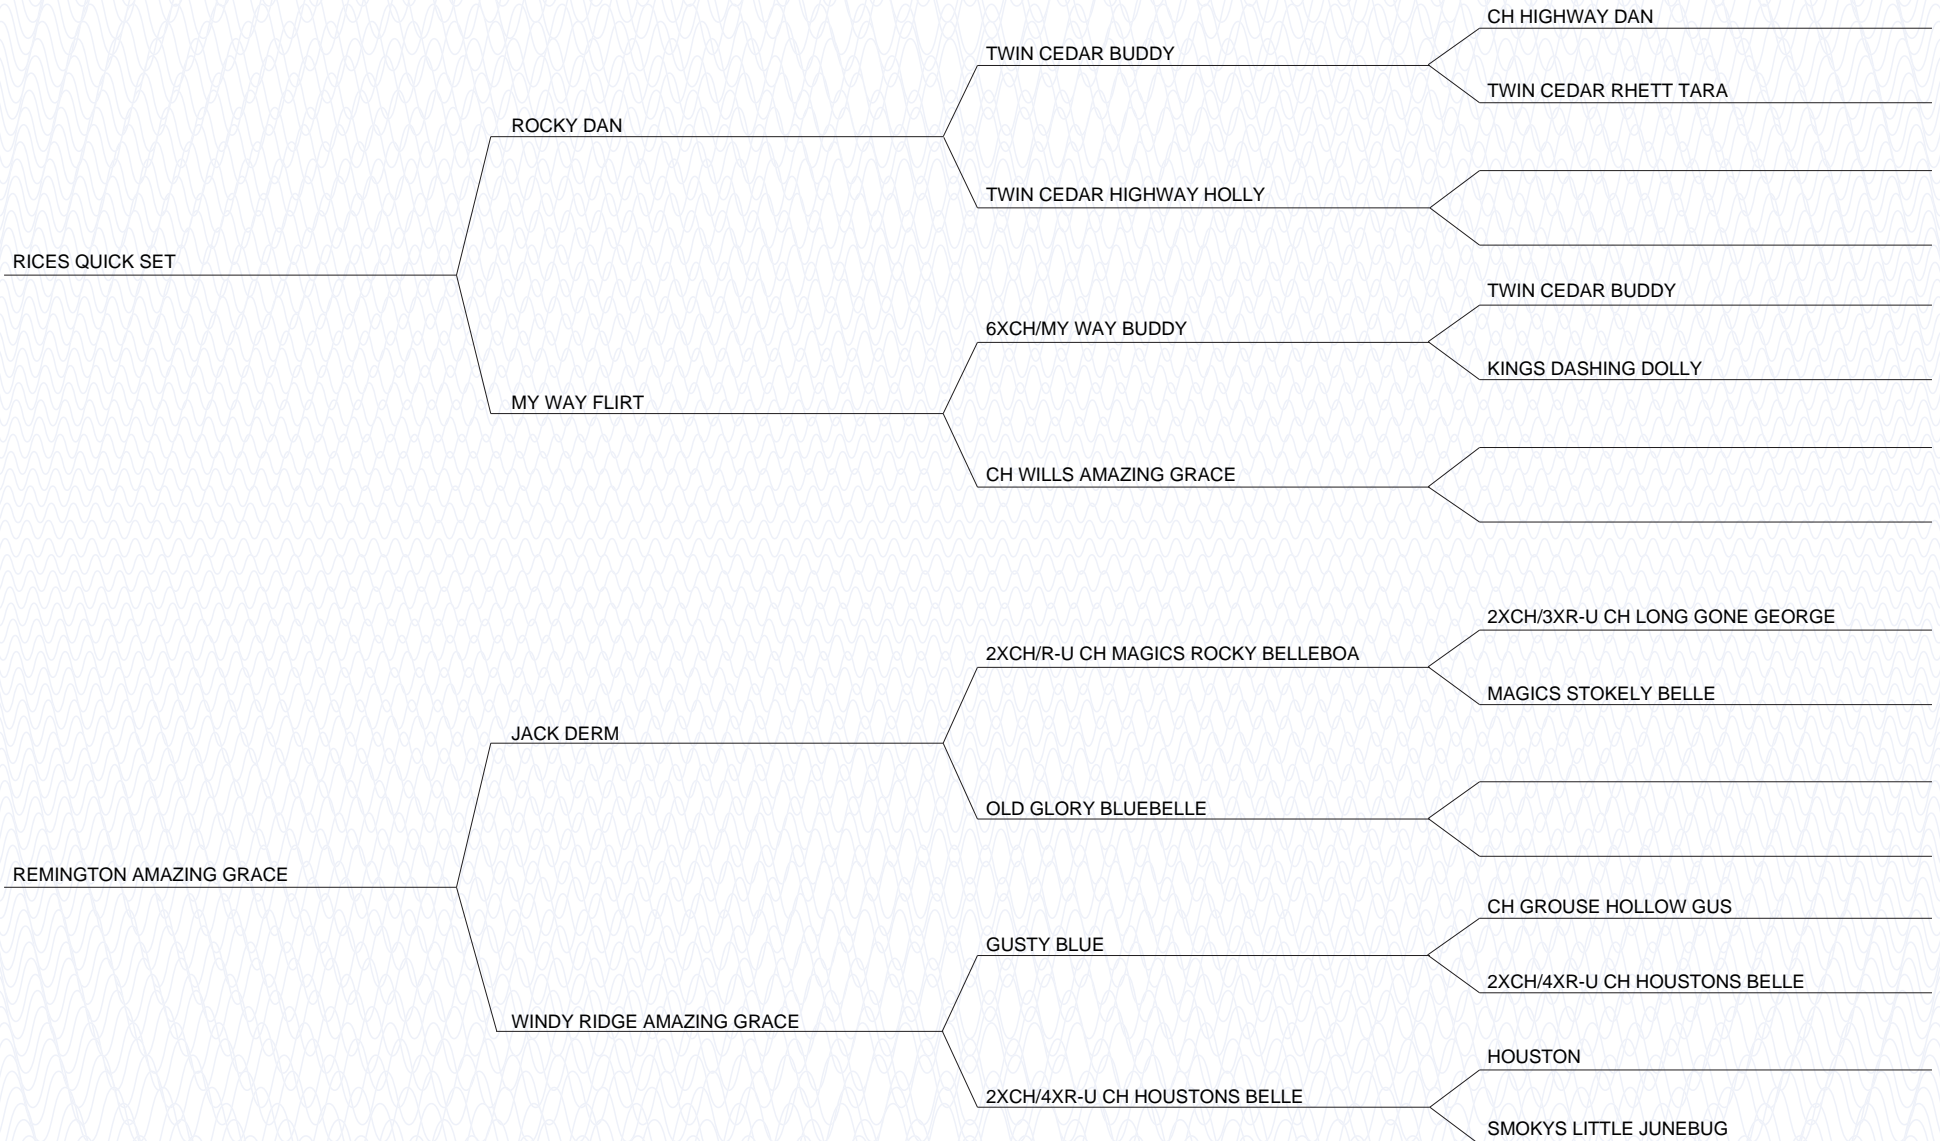 CH HIGHWAY DAN
TWIN CEDAR BUDDY
TWIN CEDAR RHETT TARA
ROCKY DAN
TWIN CEDAR HIGHWAY HOLLY
RICES QUICK SET
TWIN CEDAR BUDDY
6XCH/MY WAY BUDDY
KINGS DASHING DOLLY
MY WAY FLIRT
CH WILLS AMAZING GRACE
2XCH/3XR-U CH LONG GONE GEORGE
2XCH/R-U CH MAGICS ROCKY BELLEBOA
MAGICS STOKELY BELLE
JACK DERM
OLD GLORY BLUEBELLE
REMINGTON AMAZING GRACE
CH GROUSE HOLLOW GUS
GUSTY BLUE
2XCH/4XR-U CH HOUSTONS BELLE
WINDY RIDGE AMAZING GRACE
HOUSTON
2XCH/4XR-U CH HOUSTONS BELLE
SMOKYS LITTLE JUNEBUG